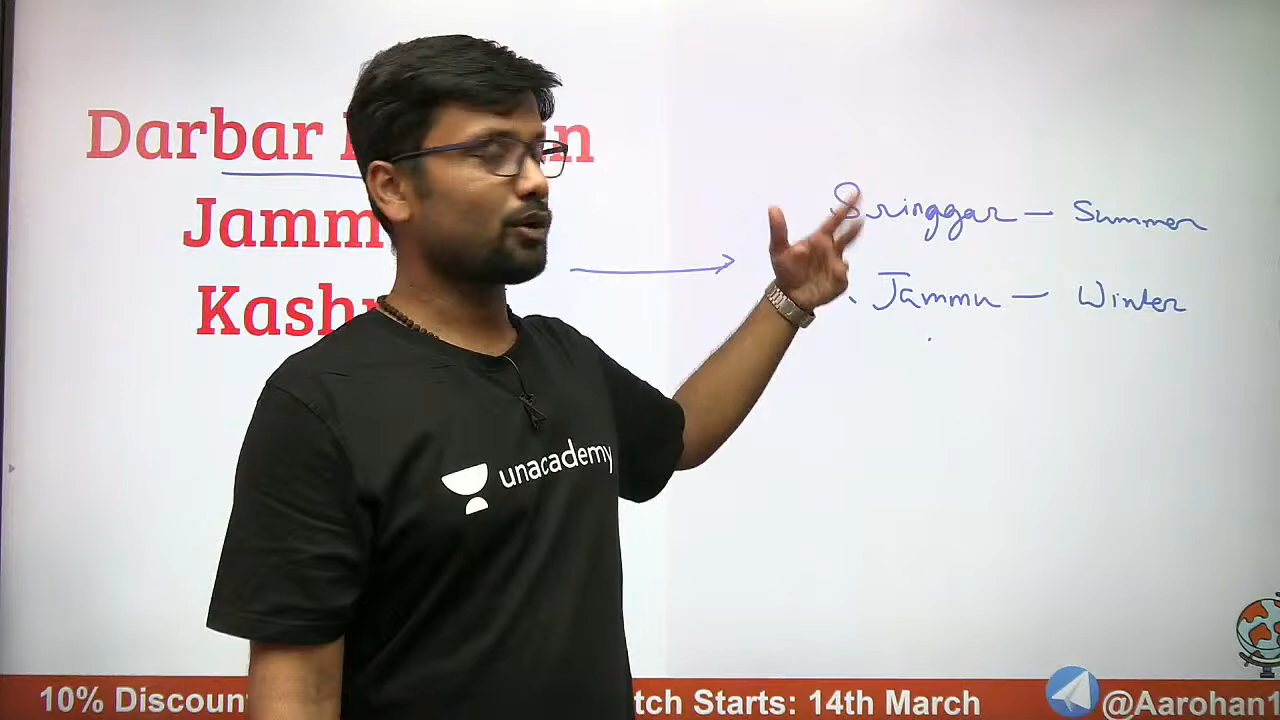 Darbar
Jamm
Kash
Sringgar - Summer
Jammu - Winter
unacademy
10% Discoun tch Starts: 14th March @Aarohan1